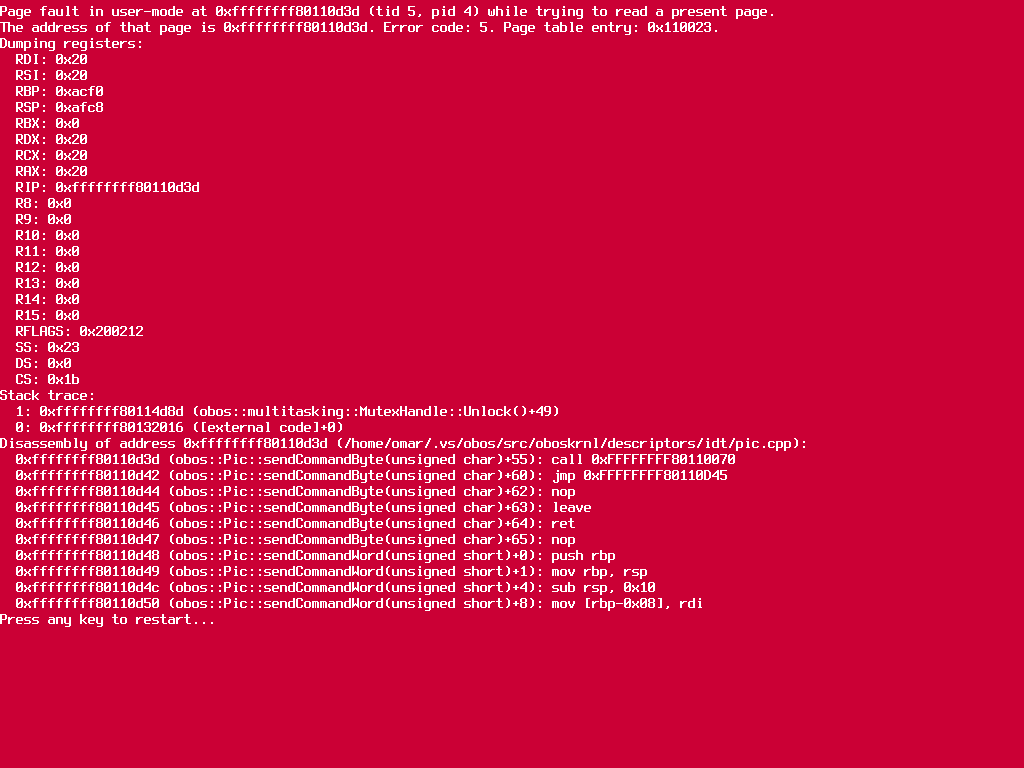 Page fault in user-mode at 0xffffffff80110d3d (tid 5, pid 4) while trying to read a present page.
The address of that page is 0xffffffff80110d3d. Error code: 5. Page table entry: 0x110023.
Dumping registers:
  RDI: 0x20
  RSI: 0x20
  RBP: 0xacf0
  RSP: 0xafc8
  RBX: 0x0
  RDX: 0x20
  RCX: 0x20
  RAX: 0x20
  RIP: 0xffffffff80110d3d
  R8: 0x0
  R9: 0x0
  R10: 0x0
  R11: 0x0
  R12: 0x0
  R13: 0x0
  R14: 0x0
  R15: 0x0
  RFLAGS: 0x200212
  SS: 0x23
  DS: 0x0
  CS: 0x1b
Stack trace:
  1: 0xffffffff80114d8d (obos::multitasking::MutexHandle::Unlock()+49)
  0: 0xffffffff80132016 ([external code]+0)
Disassembly of address 0xffffffff80110d3d (/home/omar/.vs/obos/src/oboskrnl/descriptors/idt/pic.cpp):
  0xffffffff80110d3d (obos::Pic::sendCommandByte(unsigned char)+55): call 0xFFFFFFFF80110070
  0xffffffff80110d42 (obos::Pic::sendCommandByte(unsigned char)+60): jmp 0xFFFFFFFF80110D45
  0xffffffff80110d44 (obos::Pic::sendCommandByte(unsigned char)+62): nop
  0xffffffff80110d45 (obos::Pic::sendCommandByte(unsigned char)+63): leave
  0xffffffff80110d46 (obos::Pic::sendCommandByte(unsigned char)+64): ret
  0xffffffff80110d47 (obos::Pic::sendCommandByte(unsigned char)+65): nop
  0xffffffff80110d48 (obos::Pic::sendCommandWord(unsigned short)+0): push rbp
  0xffffffff80110d49 (obos::Pic::sendCommandWord(unsigned short)+1): mov rbp, rsp
  0xffffffff80110d4c (obos::Pic::sendCommandWord(unsigned short)+4): sub rsp, 0x10
  0xffffffff80110d50 (obos::Pic::sendCommandWord(unsigned short)+8): mov [rbp-0x08], rdi
Press any key to restart...